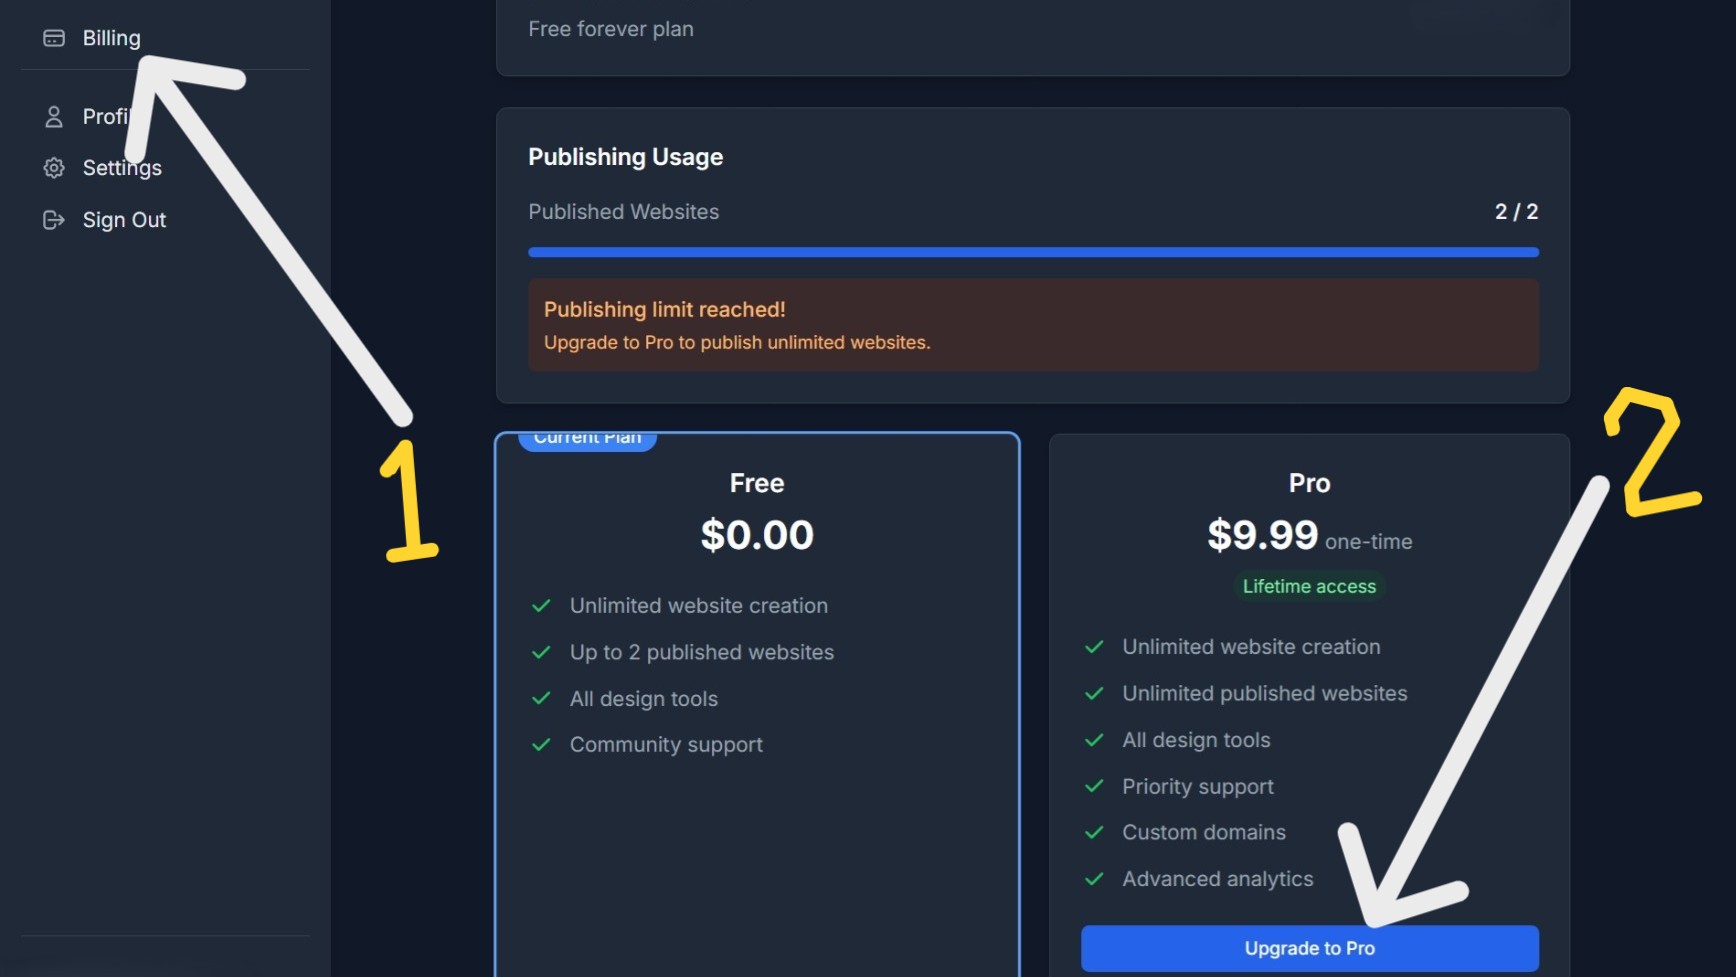 Billing
Profil
Settings
Sign Out
Free forever plan
Publishing Usage
Published Websites
2 / 2
Publishing limit reached!
Upgrade to Pro to publish unlimited websites.
1
2
Current Plan
Free
$0.00
Unlimited website creation
Up to 2 published websites
All design tools
Community support
Pro
$9.99 one-time
Lifetime access
Unlimited website creation
Unlimited published websites
All design tools
Priority support
Custom domains
Advanced analytics
Upgrade to Pro